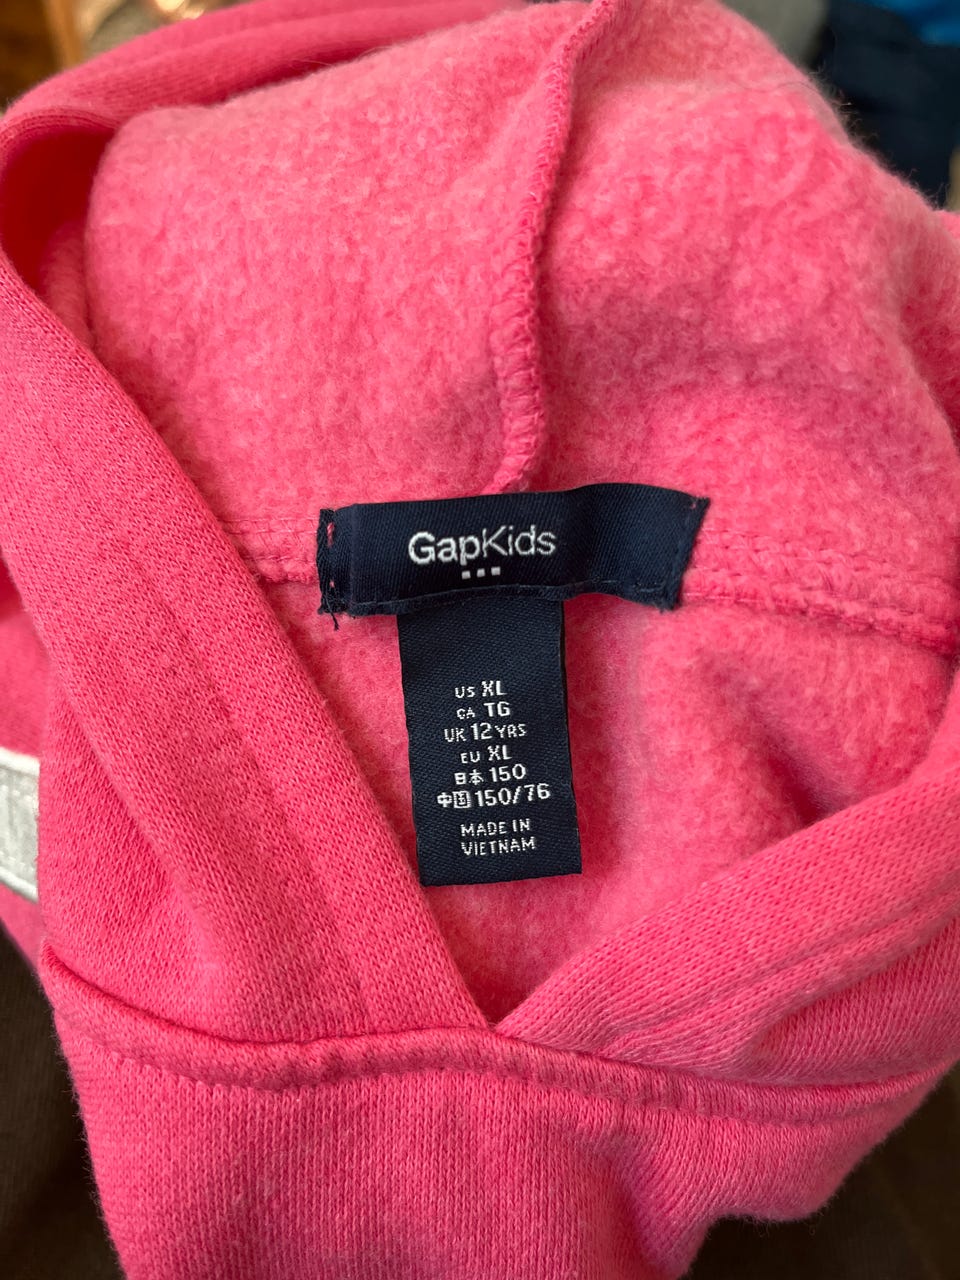 GapKids
US XL
CA TG
UK 12 YRS
EU XL
日本 150
中国 150/76
MADE IN
VIETNAM